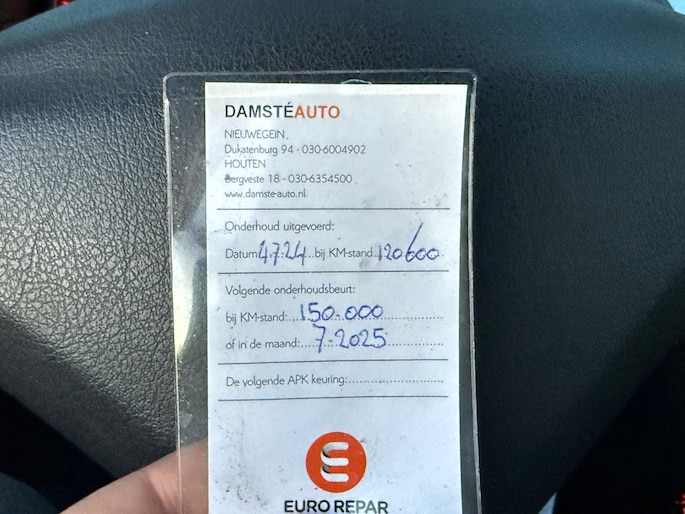 DAMSTÉAUTO
NIEUWEGEIN
Dukatenburg 94 - 030-6004902
HOUTEN
Bergveste 18 - 030-6354500
www.damste-auto.nl
Onderhoud uitgevoerd:
Datum 4.7.24 bij KM-stand 120600
Volgende onderhoudsbeurt:
bij KM-stand: 150.000
of in de maand: 7-2025
De volgende APK keuring:
EURO REPAR